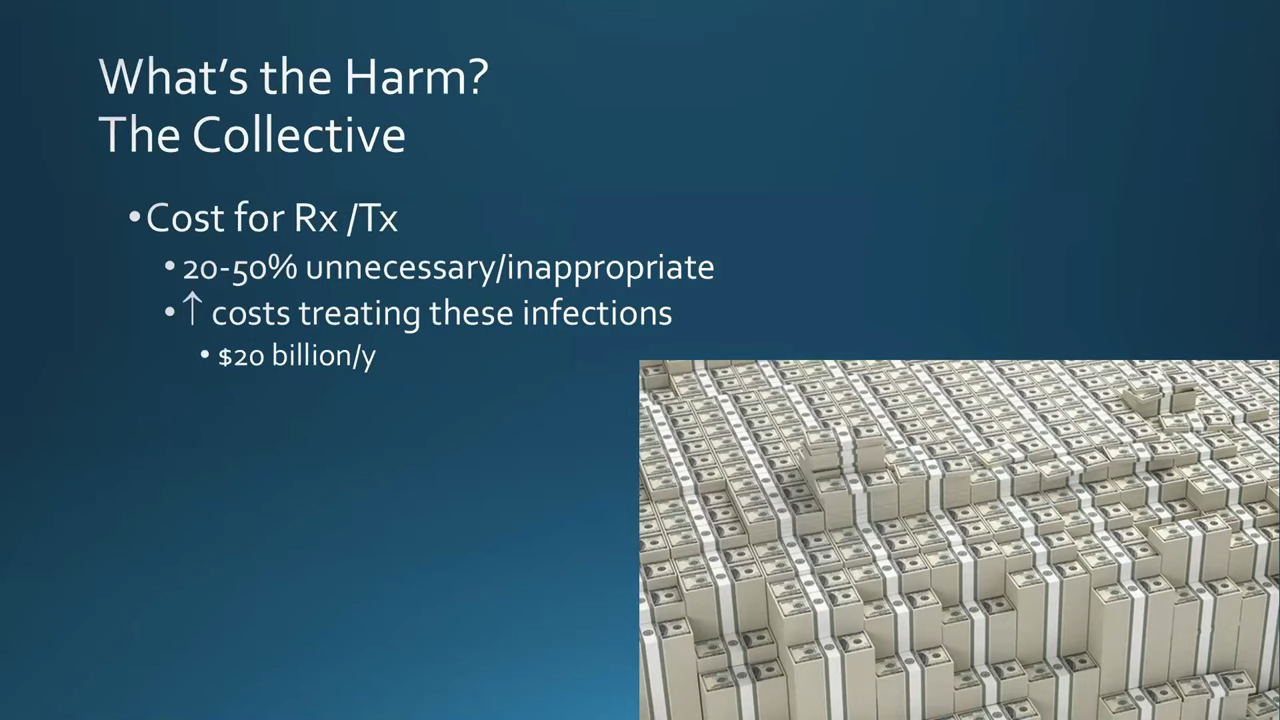 What’s the Harm?
The Collective
•Cost for Rx /Tx
•20-50% unnecessary/inappropriate
•↑ costs treating these infections
•$20 billion/y